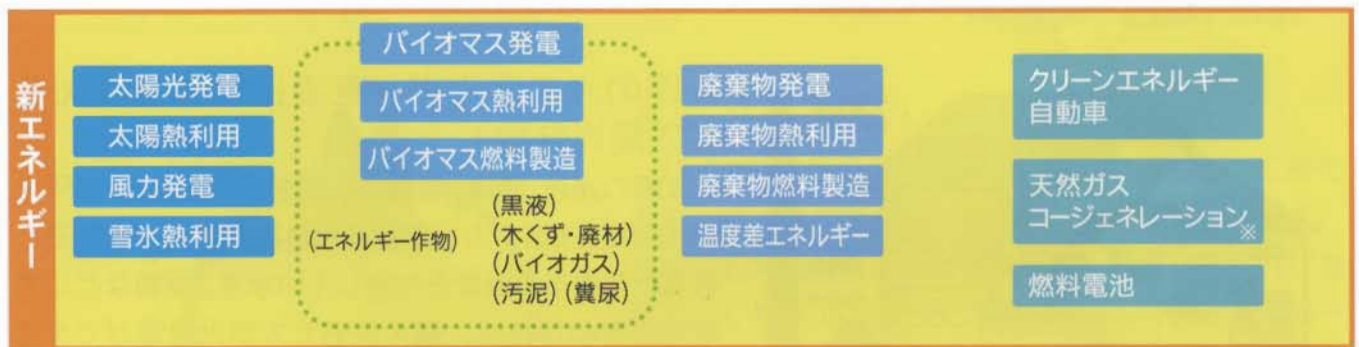 新エネルギー
太陽光発電
太陽熱利用
風力発電
雪氷熱利用
バイオマス発電
バイオマス熱利用
バイオマス燃料製造
(エネルギー作物)
(黒液)
(木くず・廃材)
(バイオガス)
(汚泥)(糞尿)
廃棄物発電
廃棄物熱利用
廃棄物燃料製造
温度差エネルギー
クリーンエネルギー
自動車
天然ガス
コージェネレーション※
燃料電池